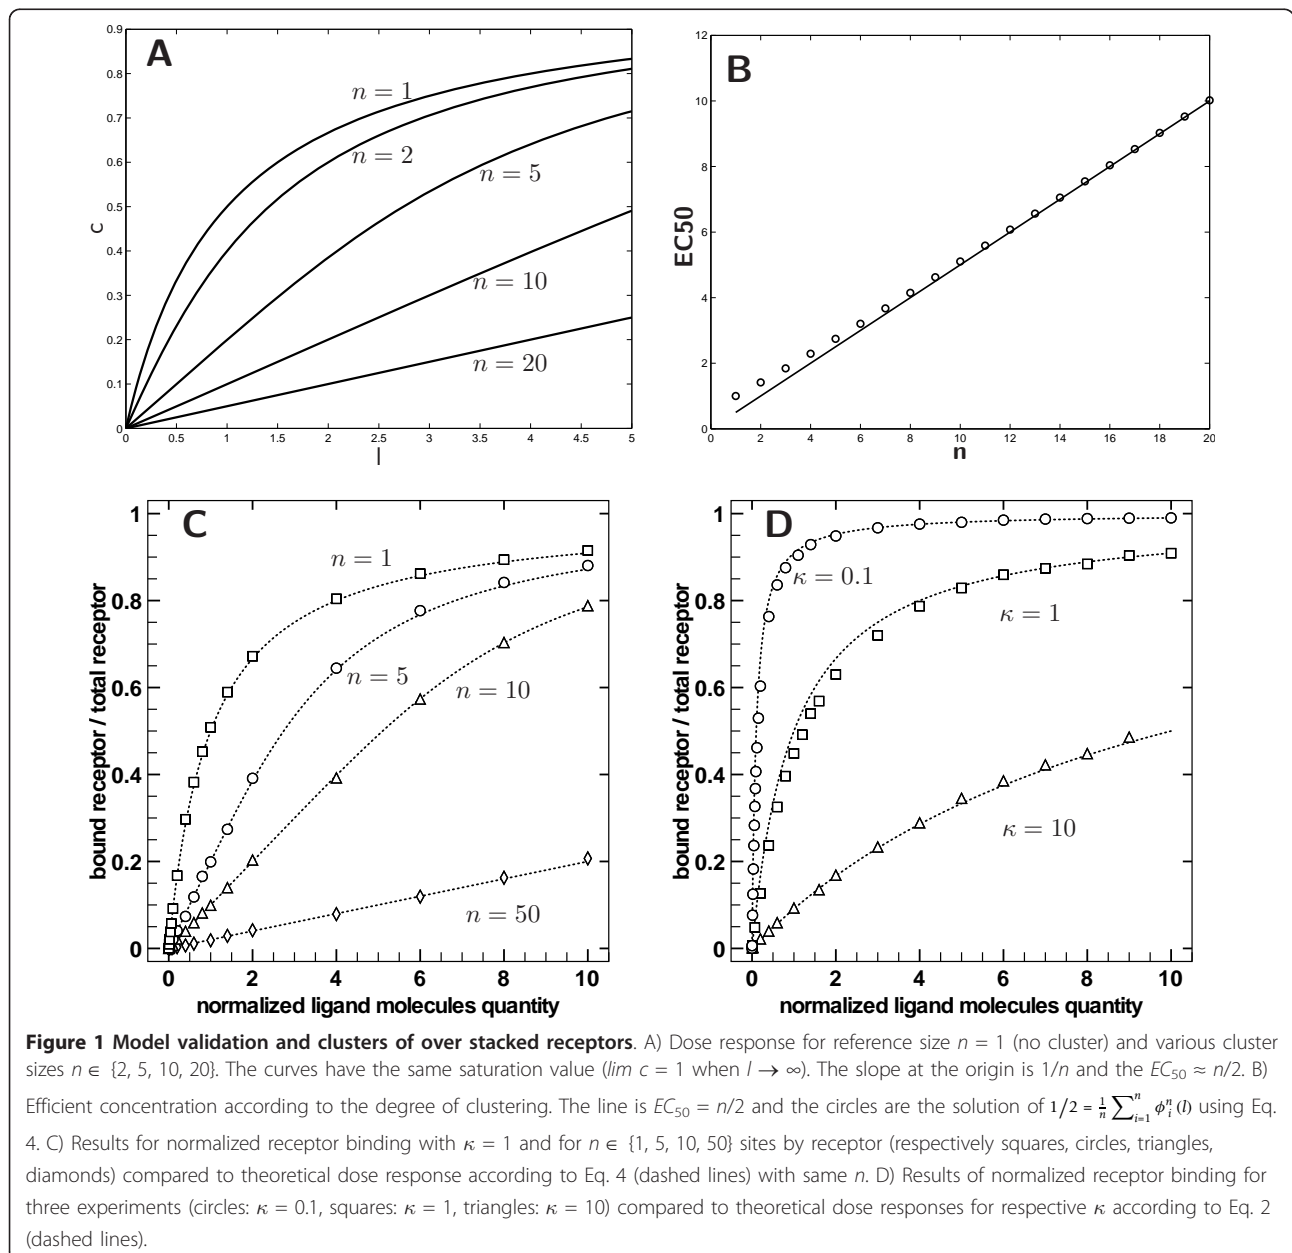 A
0.9
0.8
0.7
0.6
0.5
0.4
0.3
0.2
0.1
0
C
n = 1
n = 2
n = 5
n = 10
n = 20
0 0.5 1 1.5 2 2.5 3 3.5 4 4.5 5
l
B
12
10
8
6
4
2
0
EC50
0 2 4 6 8 10 12 14 16 18 20
n
C
1
0.8
0.6
0.4
0.2
0
bound receptor / total receptor
n = 1
n = 5
n = 10
n = 50
0 2 4 6 8 10
normalized ligand molecules quantity
D
1
0.8
0.6
0.4
0.2
0
bound receptor / total receptor
κ = 0.1
κ = 1
κ = 10
0 2 4 6 8 10
normalized ligand molecules quantity
Figure 1 Model validation and clusters of over stacked receptors. A) Dose response for reference size n = 1 (no cluster) and various cluster
sizes n ∈ {2, 5, 10, 20}. The curves have the same saturation value (lim c = 1 when l → ∞). The slope at the origin is 1/n and the EC₅₀ ≈ n/2. B)
Efficient concentration according to the degree of clustering. The line is EC₅₀ = n/2 and the circles are the solution of 1/2 = 1/n ∑ⁿᵢ₌₁ ϕⁿᵢ (l) using Eq.
4. C) Results for normalized receptor binding with κ = 1 and for n ∈ {1, 5, 10, 50} sites by receptor (respectively squares, circles, triangles,
diamonds) compared to theoretical dose response according to Eq. 4 (dashed lines) with same n. D) Results of normalized receptor binding for
three experiments (circles: κ = 0.1, squares: κ = 1, triangles: κ = 10) compared to theoretical dose responses for respective κ according to Eq. 2
(dashed lines).